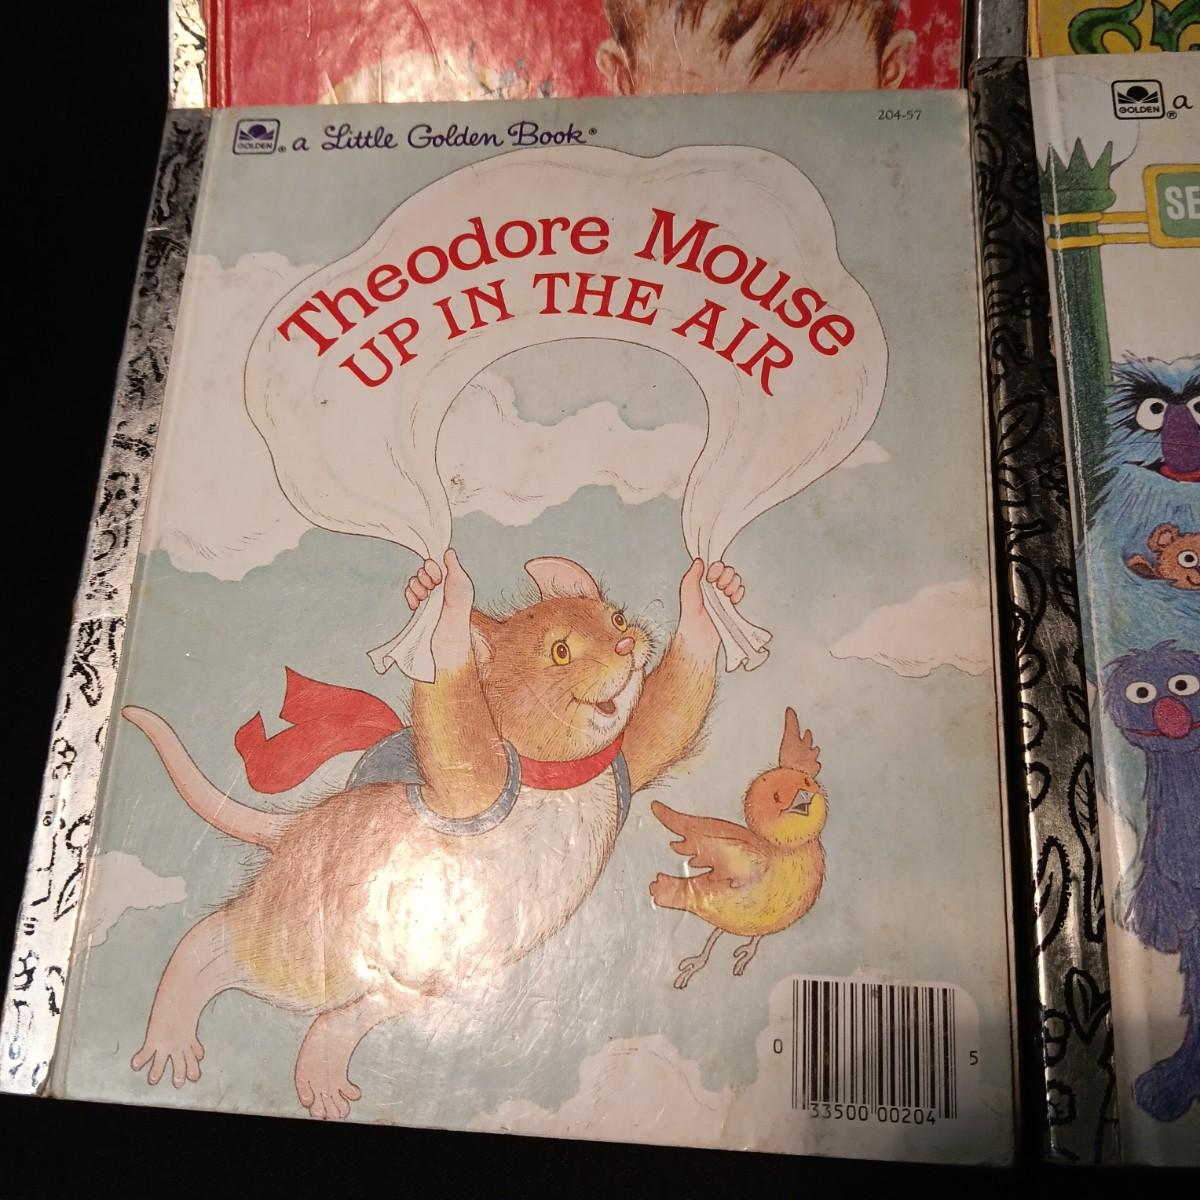 GOLDEN® a Little Golden Book®
204-57
Theodore Mouse
UP IN THE AIR
0 33500 00204 5
GOLDEN® a
SE